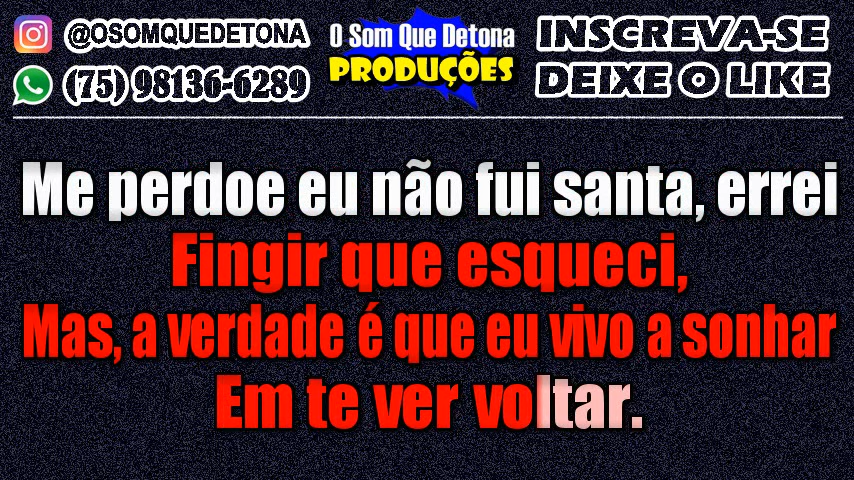 @OSOMQUEDETONA
(75) 98136-6289
O Som Que Detona
PRODUÇÕES
INSCREVA-SE
DEIXE O LIKE
Me perdoe eu não fui santa, errei
Fingir que esqueci,
Mas, a verdade é que eu vivo a sonhar
Em te ver voltar.